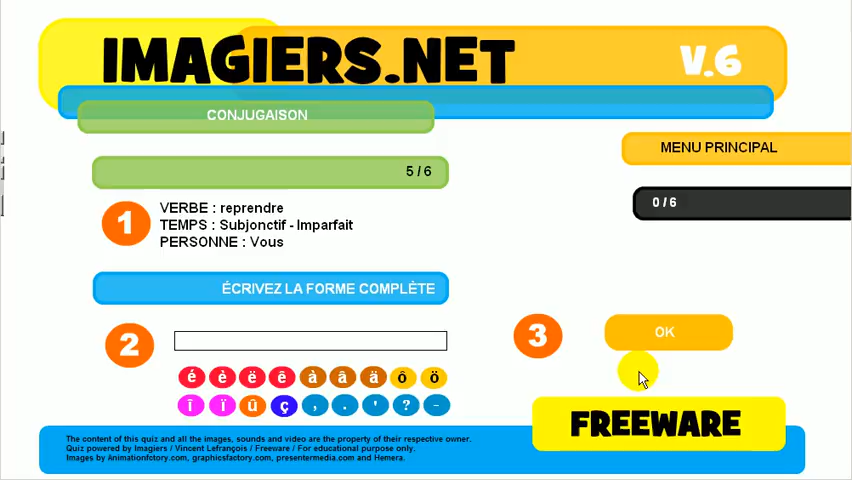 IMAGIERS.NET
V.6
CONJUGAISON
MENU PRINCIPAL
5 / 6
0 / 6
1
VERBE : reprendre
TEMPS : Subjonctif - Imparfait
PERSONNE : Vous
ÉCRIVEZ LA FORME COMPLÈTE
2
3
OK
é è ë ê à â ä ô ö
î ï û ç , . ' ? -
FREEWARE
The content of this quiz and all the images, sounds and video are the property of their respective owner.
Quiz powered by Imagiers / Vincent Lefrançois / Freeware / For educational purpose only.
Images by Animationfctory.com, graphicsfactory.com, presentermedia.com and Hemera.